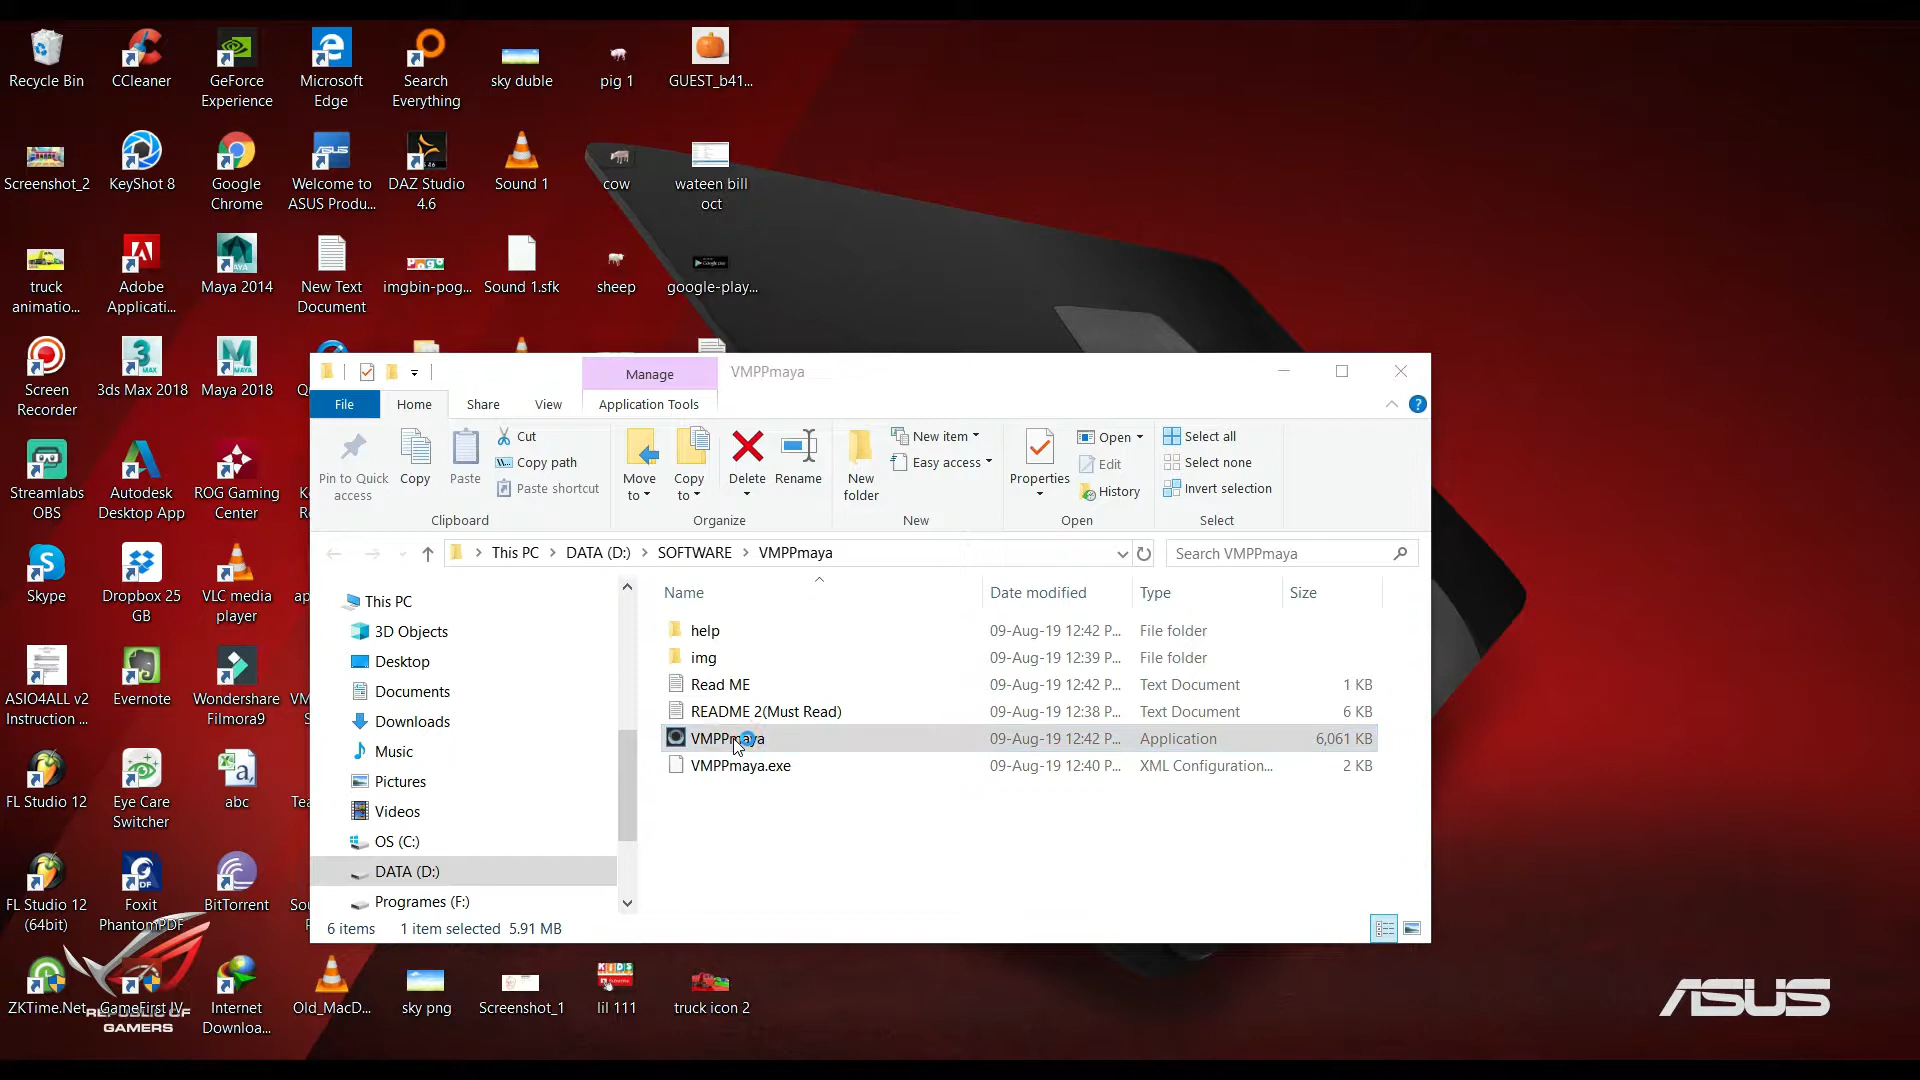 Recycle Bin
CCleaner
GeForce
Experience
Microsoft
Edge
Search
Everything
sky duble
pig 1
GUEST_b41...
Screenshot_2
KeyShot 8
Google
Chrome
Welcome to
ASUS Produ...
DAZ Studio
4.6
Sound 1
cow
wateen bill
oct
truck
animatio...
Adobe
Applicati...
Maya 2014
New Text
Document
imgbin-pog...
Sound 1.sfk
sheep
google-play...
Screen
Recorder
3ds Max 2018
Maya 2018
Streamlabs
OBS
Autodesk
Desktop App
ROG Gaming
Center
Skype
Dropbox 25
GB
VLC media
player
ASIO4ALL v2
Instruction ...
Evernote
Wondershare
Filmora9
FL Studio 12
Eye Care
Switcher
abc
FL Studio 12
(64bit)
Foxit
PhantomPDF
BitTorrent
ZKTime.Net
GameFirst IV
Internet
Downloa...
Old_MacD...
sky png
Screenshot_1
lil 111
truck icon 2
REPUBLIC OF
GAMERS
ASUS
Manage
VMPPmaya
File
Home
Share
View
Application Tools
Pin to Quick
access
Copy
Paste
Cut
Copy path
Paste shortcut
Clipboard
Move
to
Copy
to
Delete
Rename
Organize
New
folder
New item
Easy access
New
Properties
Open
Edit
History
Open
Select all
Select none
Invert selection
Select
This PC > DATA (D:) > SOFTWARE > VMPPmaya
Search VMPPmaya
This PC
3D Objects
Desktop
Documents
Downloads
Music
Pictures
Videos
OS (C:)
DATA (D:)
Programes (F:)
Name Date modified Type Size
help 09-Aug-19 12:42 P... File folder
img 09-Aug-19 12:39 P... File folder
Read ME 09-Aug-19 12:42 P... Text Document 1 KB
README 2(Must Read) 09-Aug-19 12:38 P... Text Document 6 KB
VMPPmaya 09-Aug-19 12:42 P... Application 6,061 KB
VMPPmaya.exe 09-Aug-19 12:40 P... XML Configuration... 2 KB
6 items 1 item selected 5.91 MB